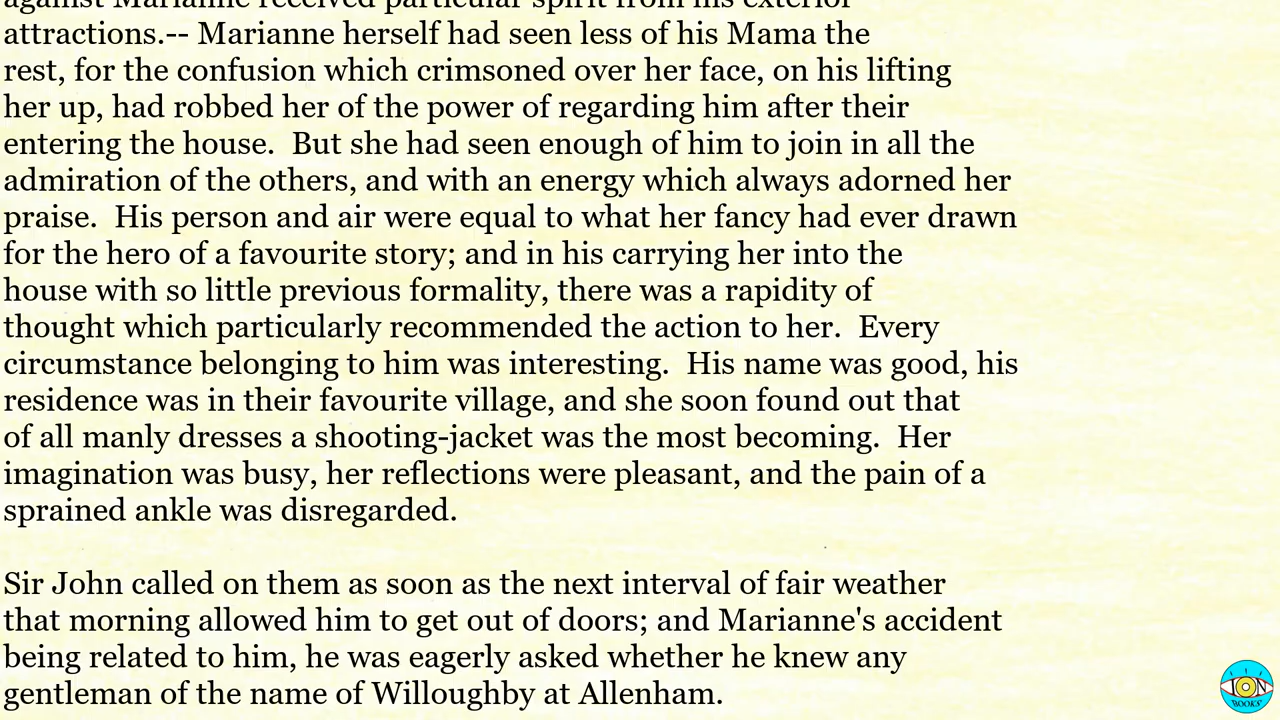 against Marianne received particular spirit from his exterior
attractions.-- Marianne herself had seen less of his Mama the
rest, for the confusion which crimsoned over her face, on his lifting
her up, had robbed her of the power of regarding him after their
entering the house.  But she had seen enough of him to join in all the
admiration of the others, and with an energy which always adorned her
praise.  His person and air were equal to what her fancy had ever drawn
for the hero of a favourite story; and in his carrying her into the
house with so little previous formality, there was a rapidity of
thought which particularly recommended the action to her.  Every
circumstance belonging to him was interesting.  His name was good, his
residence was in their favourite village, and she soon found out that
of all manly dresses a shooting-jacket was the most becoming.  Her
imagination was busy, her reflections were pleasant, and the pain of a
sprained ankle was disregarded.
Sir John called on them as soon as the next interval of fair weather
that morning allowed him to get out of doors; and Marianne's accident
being related to him, he was eagerly asked whether he knew any
gentleman of the name of Willoughby at Allenham.
ION
BOOKS